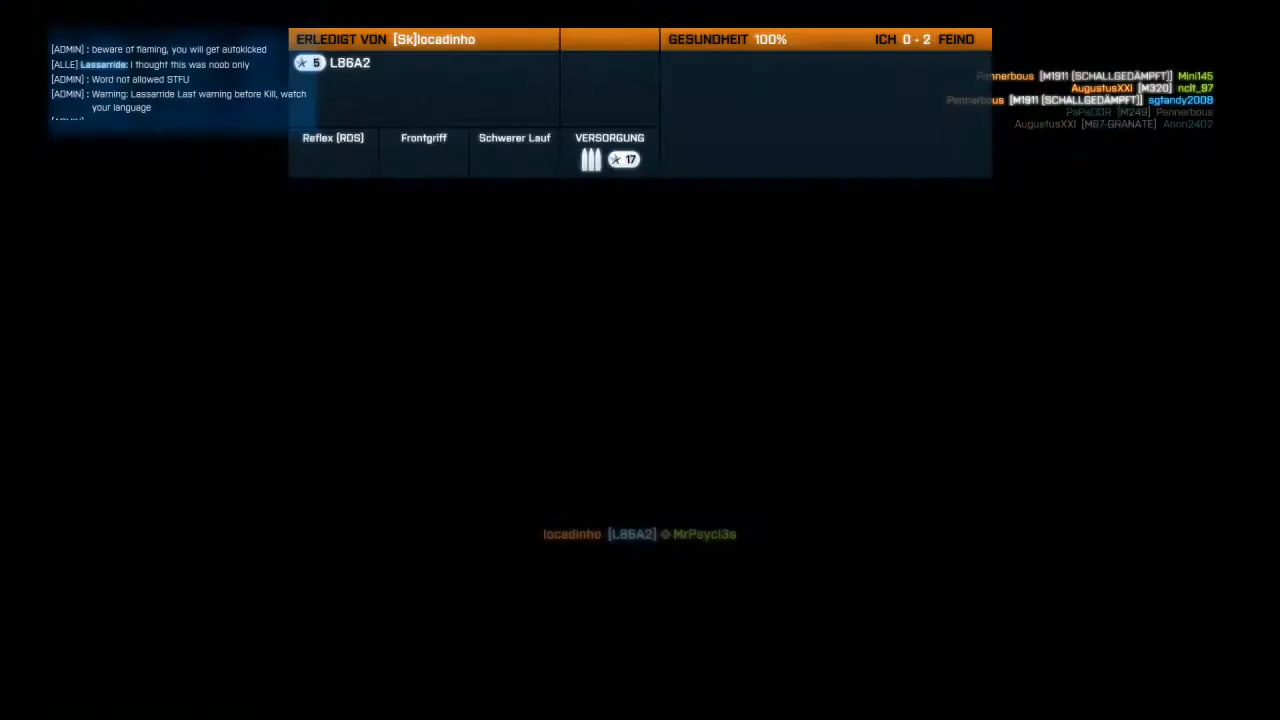 [ADMIN] : beware of flaming, you will get autokicked
[ALLE] Lassarride: I thought this was noob only
[ADMIN] : Word not allowed STFU
[ADMIN] : Warning: Lassarride Last warning before Kill, watch
your language
ERLEDIGT VON [Sk]locadinho
GESUNDHEIT 100% ICH 0 - 2 FEIND
5 L86A2
Reflex [RDS] Frontgriff Schwerer Lauf VERSORGUNG
17
Pennerbous [M1911 [SCHALLGEDÄMPFT]] Mini145
AugustusXXI [M320] nclt_97
Pennerbous [M1911 [SCHALLGEDÄMPFT]] sgtandy2008
PaPaDDR [M249] Pennerbous
AugustusXXI [M67-GRANATE] Anon2402
locadinho [L86A2] MrPsycl3s